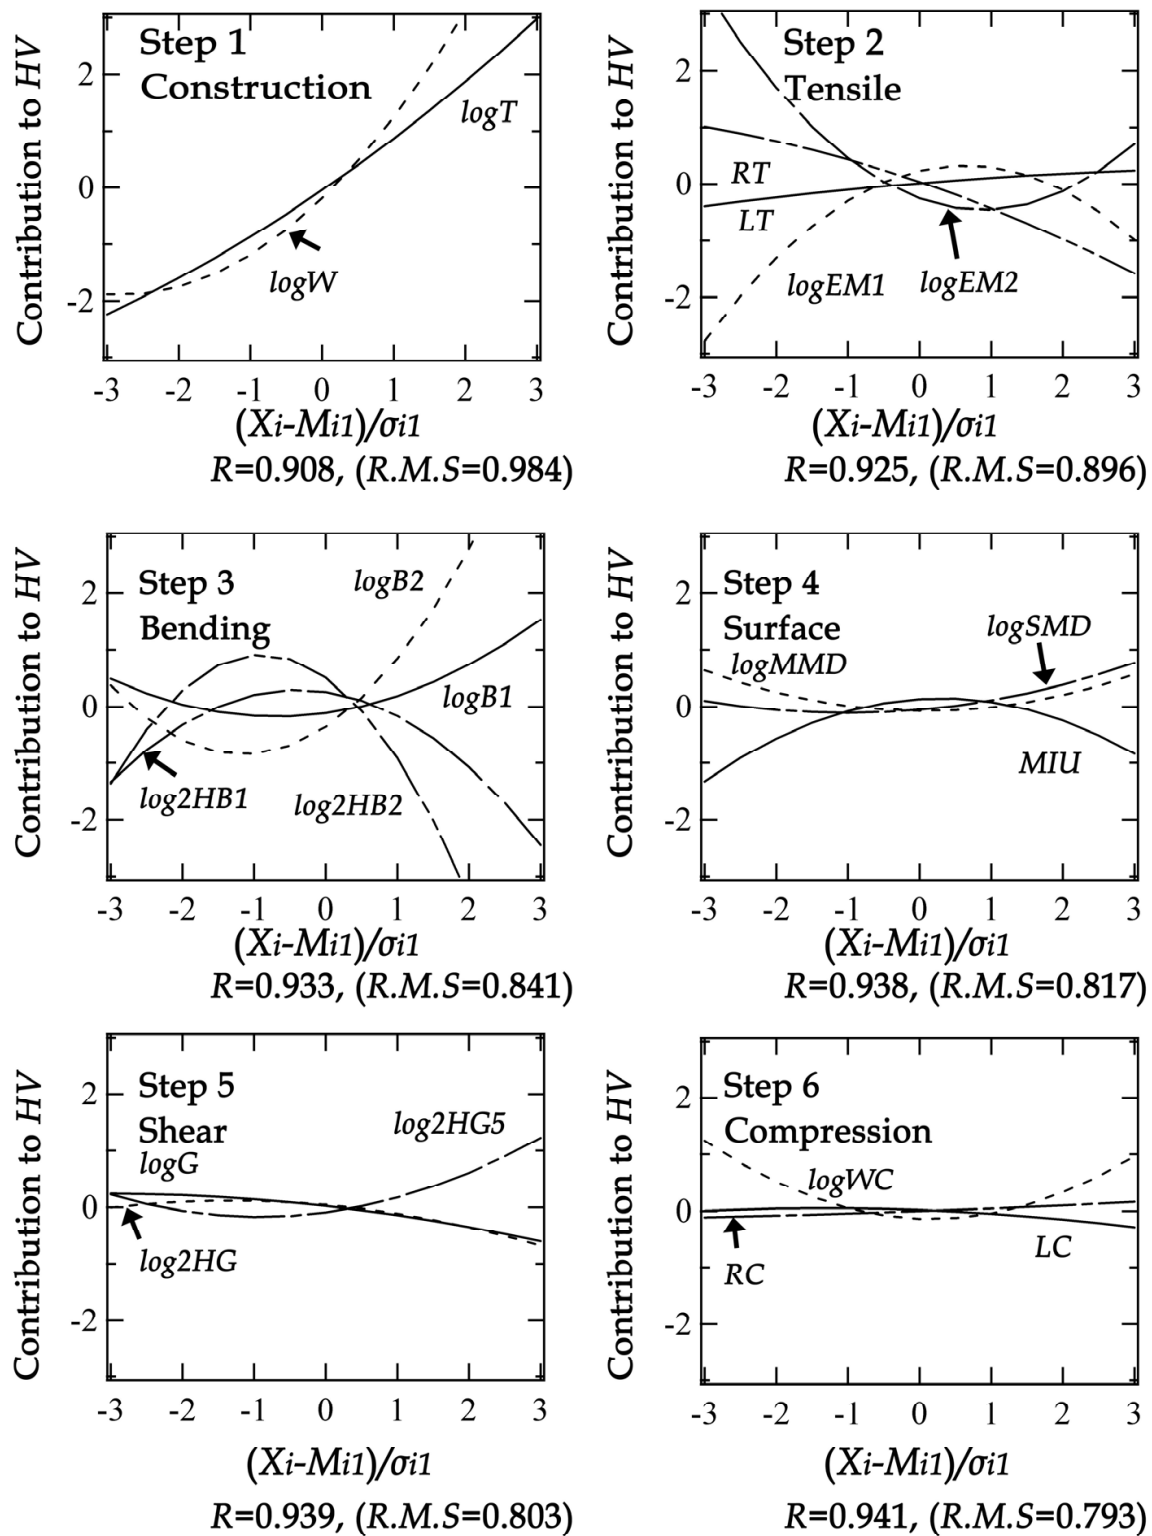 Step 1
Construction
Contribution to HV
2
0
-2
logT
logW
-3 -2 -1 0 1 2 3
(Xi-Mi1)/σi1
R=0.908, (R.M.S=0.984)
Step 2
Tensile
Contribution to HV
2
0
-2
RT
LT
logEM1
logEM2
-3 -2 -1 0 1 2 3
(Xi-Mi1)/σi1
R=0.925, (R.M.S=0.896)
Step 3
Bending
Contribution to HV
2
0
-2
logB2
logB1
log2HB1
log2HB2
-3 -2 -1 0 1 2 3
(Xi-Mi1)/σi1
R=0.933, (R.M.S=0.841)
Step 4
Surface
Contribution to HV
2
0
-2
logSMD
logMMD
MIU
-3 -2 -1 0 1 2 3
(Xi-Mi1)/σi1
R=0.938, (R.M.S=0.817)
Step 5
Shear
Contribution to HV
2
0
-2
log2HG5
logG
log2HG
-3 -2 -1 0 1 2 3
(Xi-Mi1)/σi1
R=0.939, (R.M.S=0.803)
Step 6
Compression
Contribution to HV
2
0
-2
logWC
RC
LC
-3 -2 -1 0 1 2 3
(Xi-Mi1)/σi1
R=0.941, (R.M.S=0.793)